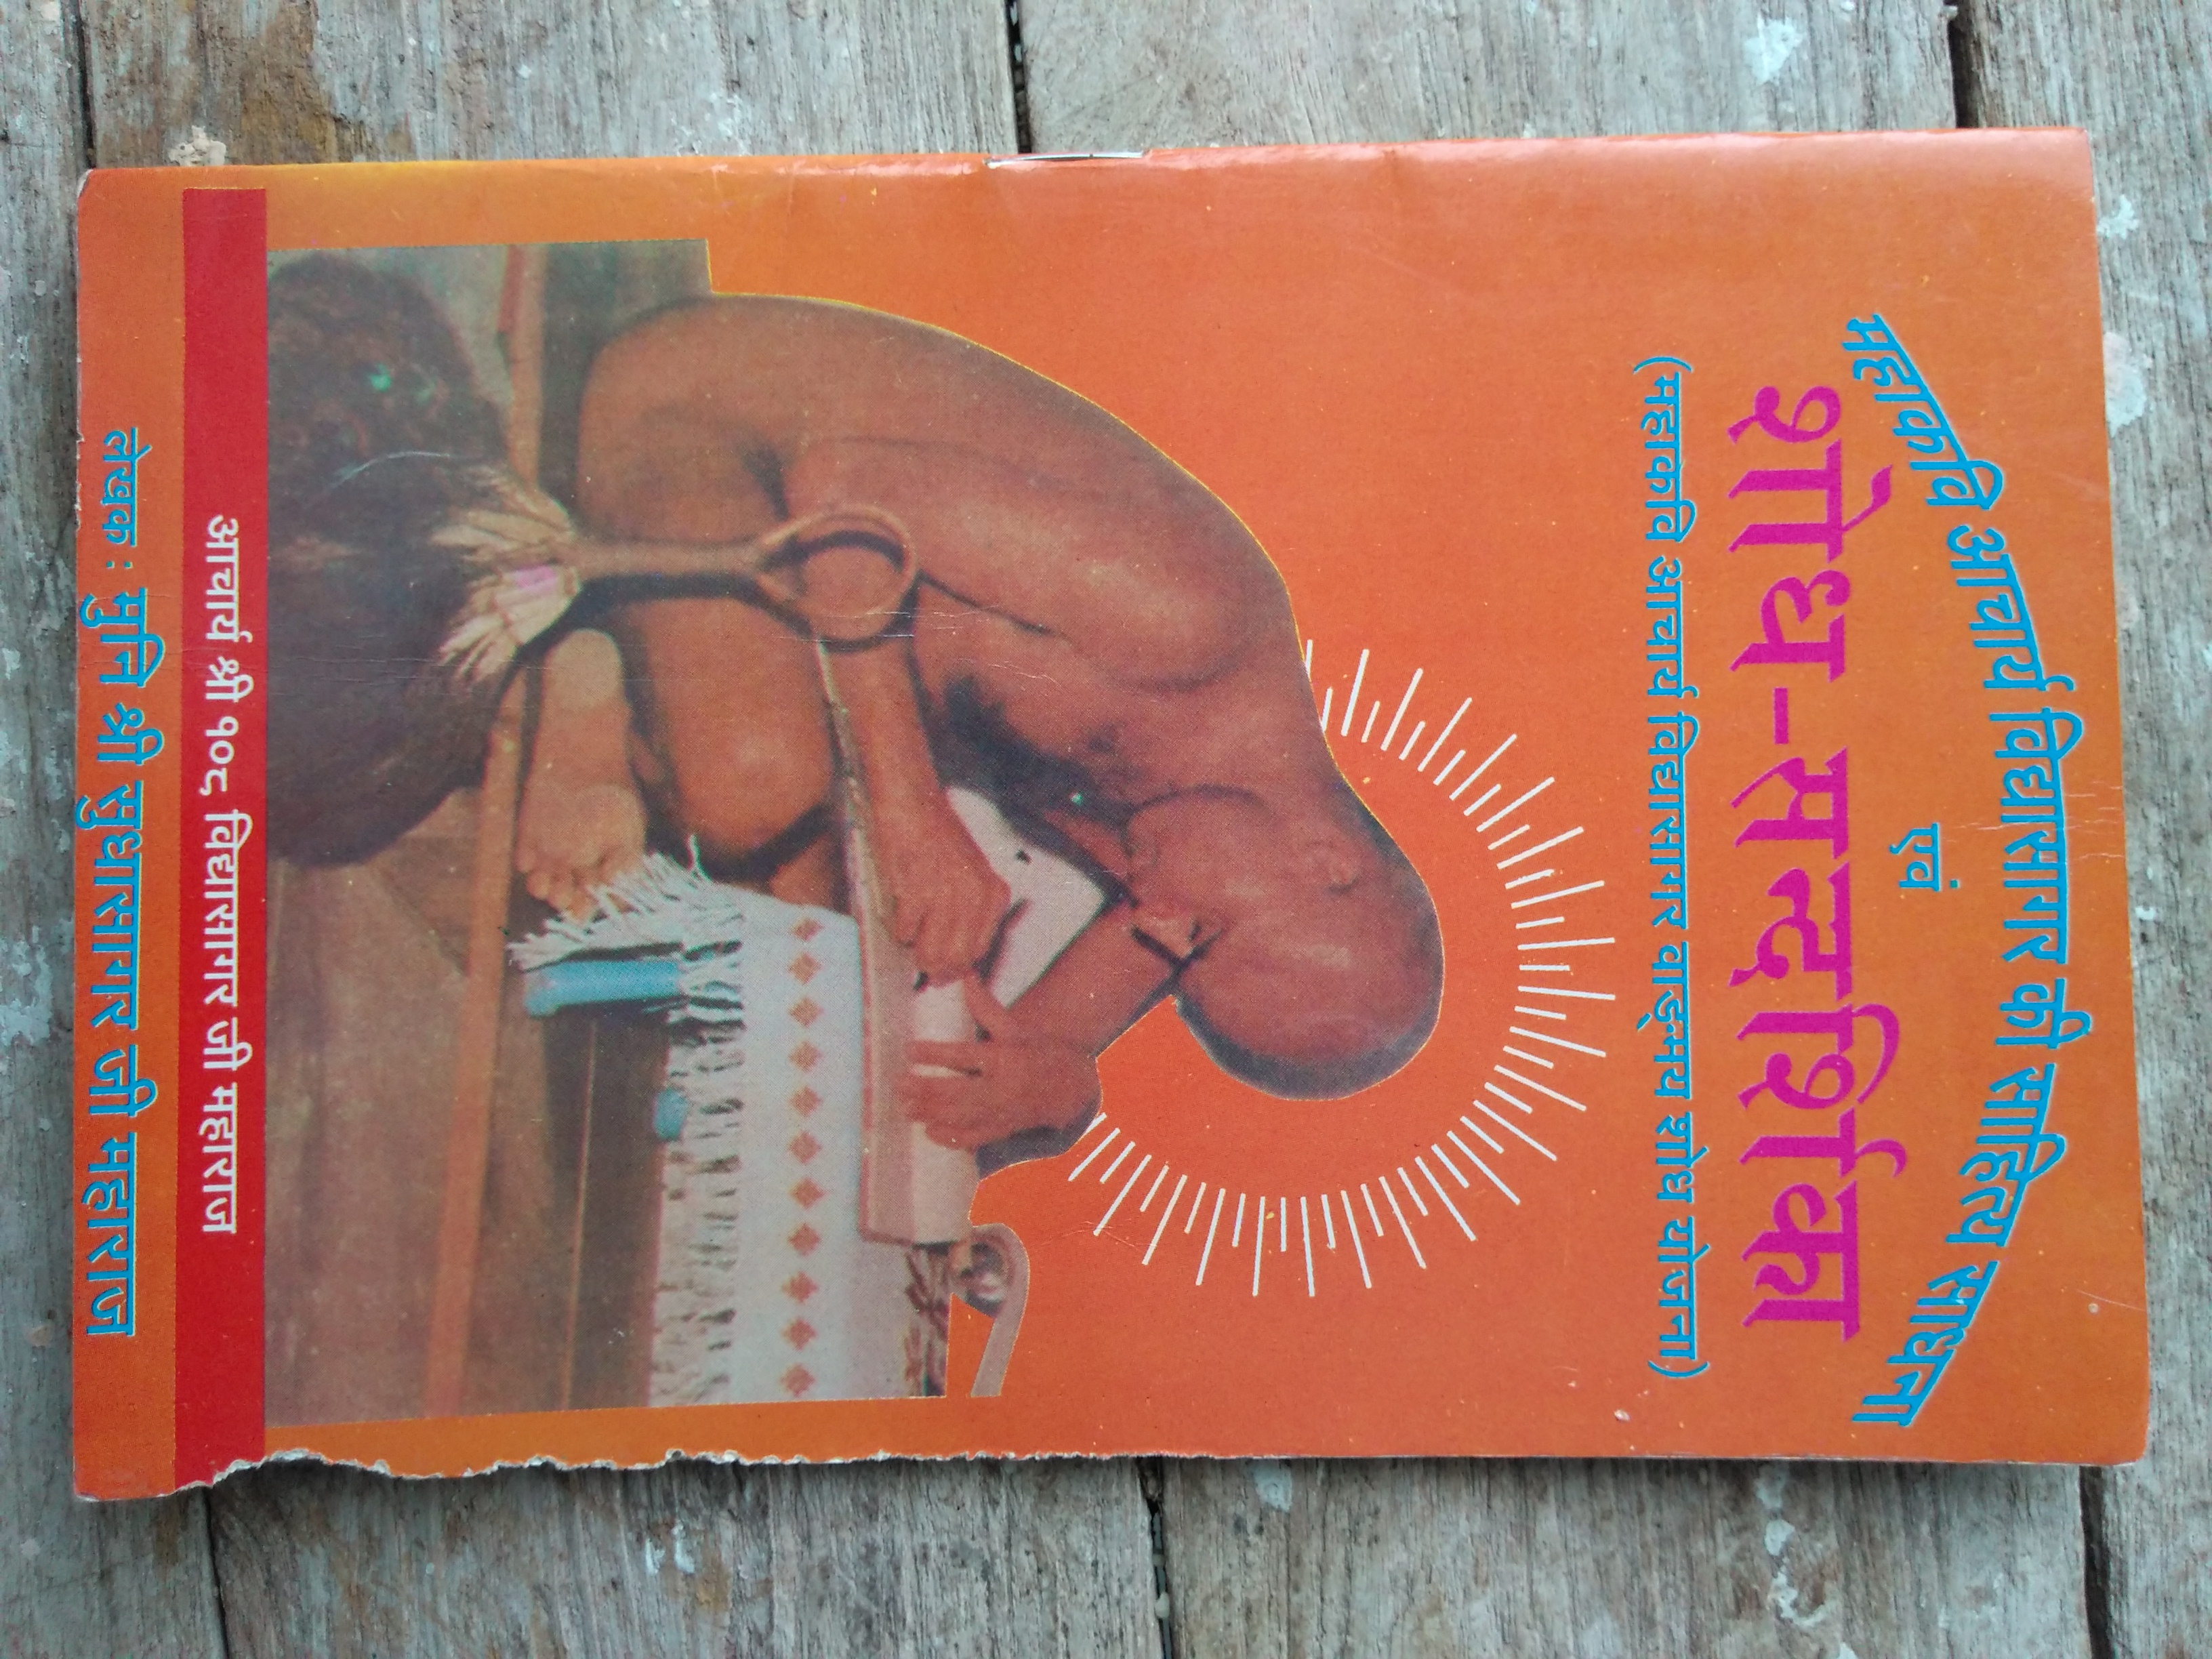 महाकवि आचार्य विद्यासागर की साहित्य साधना
एवं
शोध-सन्दर्शिका
(महाकवि आचार्य विद्यासागर वाङ्मय शोध योजना)
आचार्य श्री १०८ विद्यासागर जी महाराज
लेखक : मुनि श्री सुधासागर जी महाराज